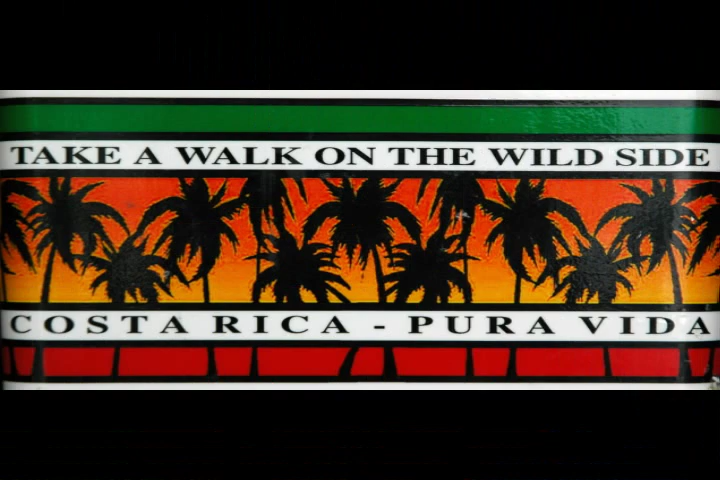 TAKE A WALK ON THE WILD SIDE
COSTA RICA - PURA VIDA